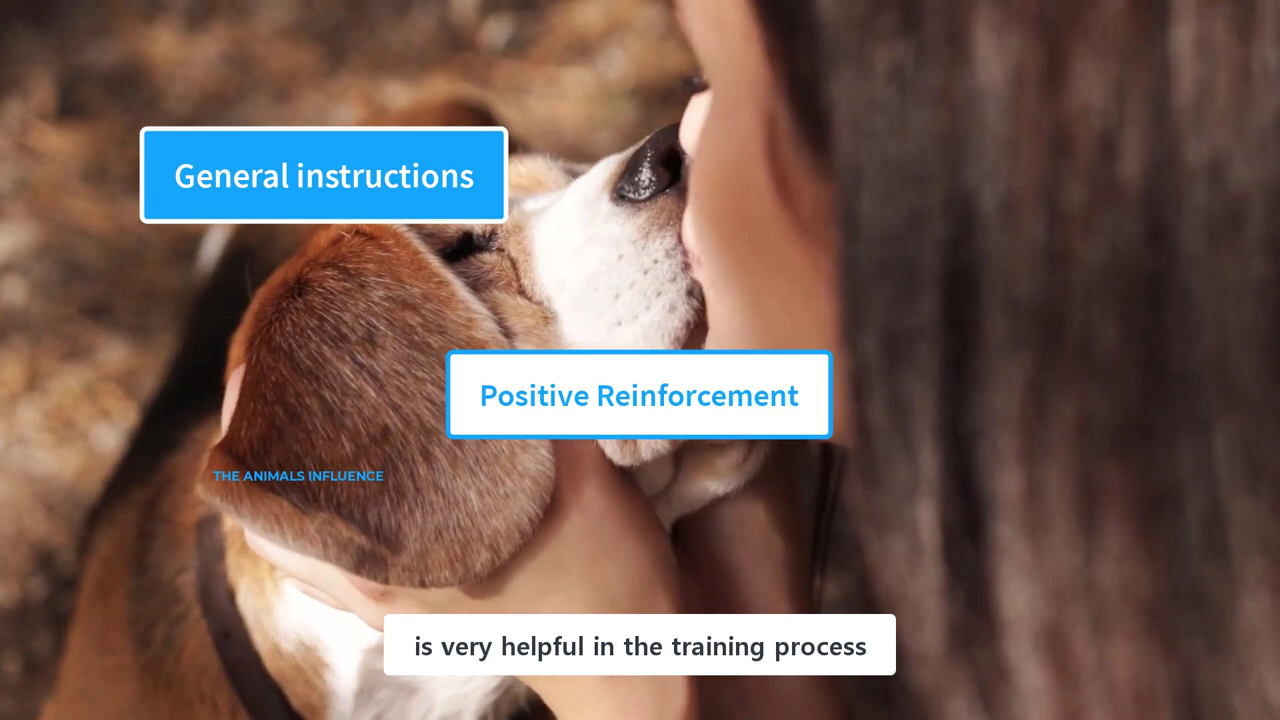 General instructions
Positive Reinforcement
THE ANIMALS INFLUENCE
is very helpful in the training process